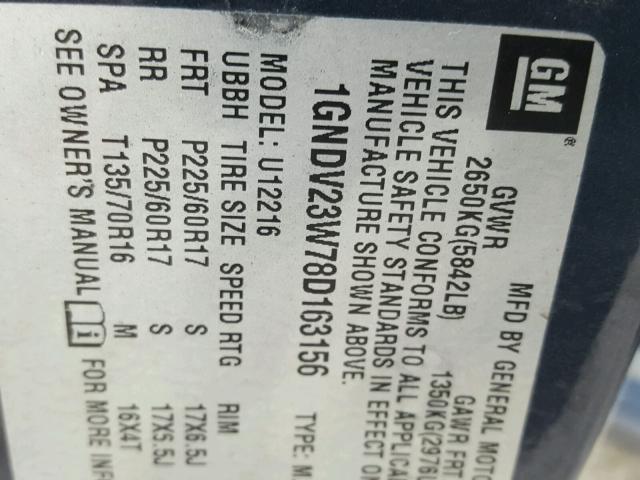 GM®
MFD BY GENERAL MOTO
GVWR GAWR FRT
2650KG(5842LB) 1350KG(2976L
THIS VEHICLE CONFORMS TO ALL APPLICA
VEHICLE SAFETY STANDARDS IN EFFECT ON
MANUFACTURE SHOWN ABOVE.
1GNDV23W78D163156 TYPE: M.
MODEL: U12216
UBBH TIRE SIZE SPEED RTG RIM
FRT P225/60R17 S 17X6.5J
RR P225/60R17 S 17X6.5J
SPA T135/70R16 M 16X4T
SEE OWNER'S MANUAL i FOR MORE INF